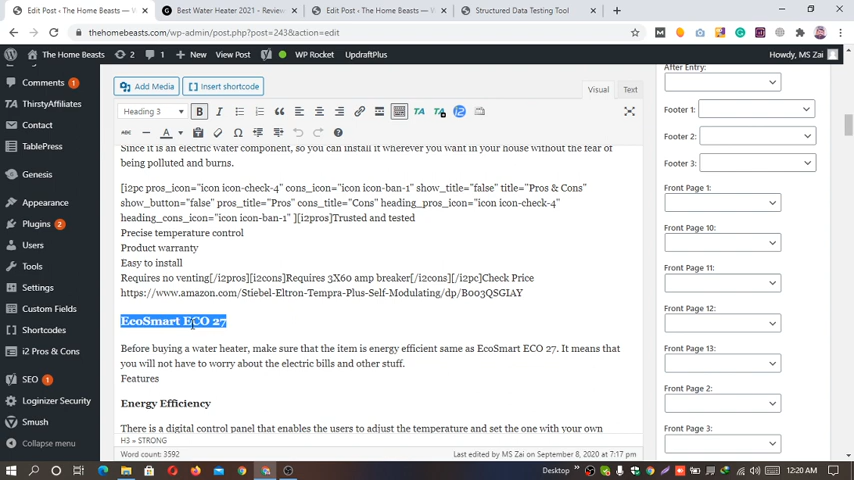 Edit Post ‹ The Home Beasts — W
Best Water Heater 2021 - Review
Edit Post ‹ The Home Beasts — W
Structured Data Testing Tool
thehomebeasts.com/wp-admin/post.php?post=243&action=edit
The Home Beasts 2 1 + New View Post WP Rocket UpdraftPlus Howdy, MS Zai
Comments 1
ThirstyAffiliates
Contact
TablePress
Genesis
Appearance
Plugins 2
Users
Tools
Settings
Custom Fields
Shortcodes
i2 Pros & Cons
SEO 1
Loginizer Security
Smush
Collapse menu
Add Media Insert shortcode
Visual Text
Heading 3 B I
ABC A
Since it is an electric water component, so you can install it wherever you want in your house without the fear of
being polluted and burns.
[i2pc pros_icon="icon icon-check-4" cons_icon="icon icon-ban-1" show_title="false" title="Pros & Cons"
show_button="false" pros_title="Pros" cons_title="Cons" heading_pros_icon="icon icon-check-4"
heading_cons_icon="icon icon-ban-1" ][i2pros]Trusted and tested
Precise temperature control
Product warranty
Easy to install
Requires no venting[/i2pros][i2cons]Requires 3X60 amp breaker[/i2cons][/i2pc]Check Price
https://www.amazon.com/Stiebel-Eltron-Tempra-Plus-Self-Modulating/dp/B003QSGIAY
EcoSmart ECO 27
Before buying a water heater, make sure that the item is energy efficient same as EcoSmart ECO 27. It means that
you will not have to worry about the electric bills and other stuff.
Features
Energy Efficiency
There is a digital control panel that enables the users to adjust the temperature and set the one with your own
H3 » STRONG
Word count: 3592 Last edited by MS Zai on September 8, 2020 at 7:17 pm
After Entry:
Footer 1:
Footer 2:
Footer 3:
Front Page 1:
Front Page 10:
Front Page 11:
Front Page 12:
Front Page 13:
Front Page 2:
Front Page 3:
Desktop 12:20 AM